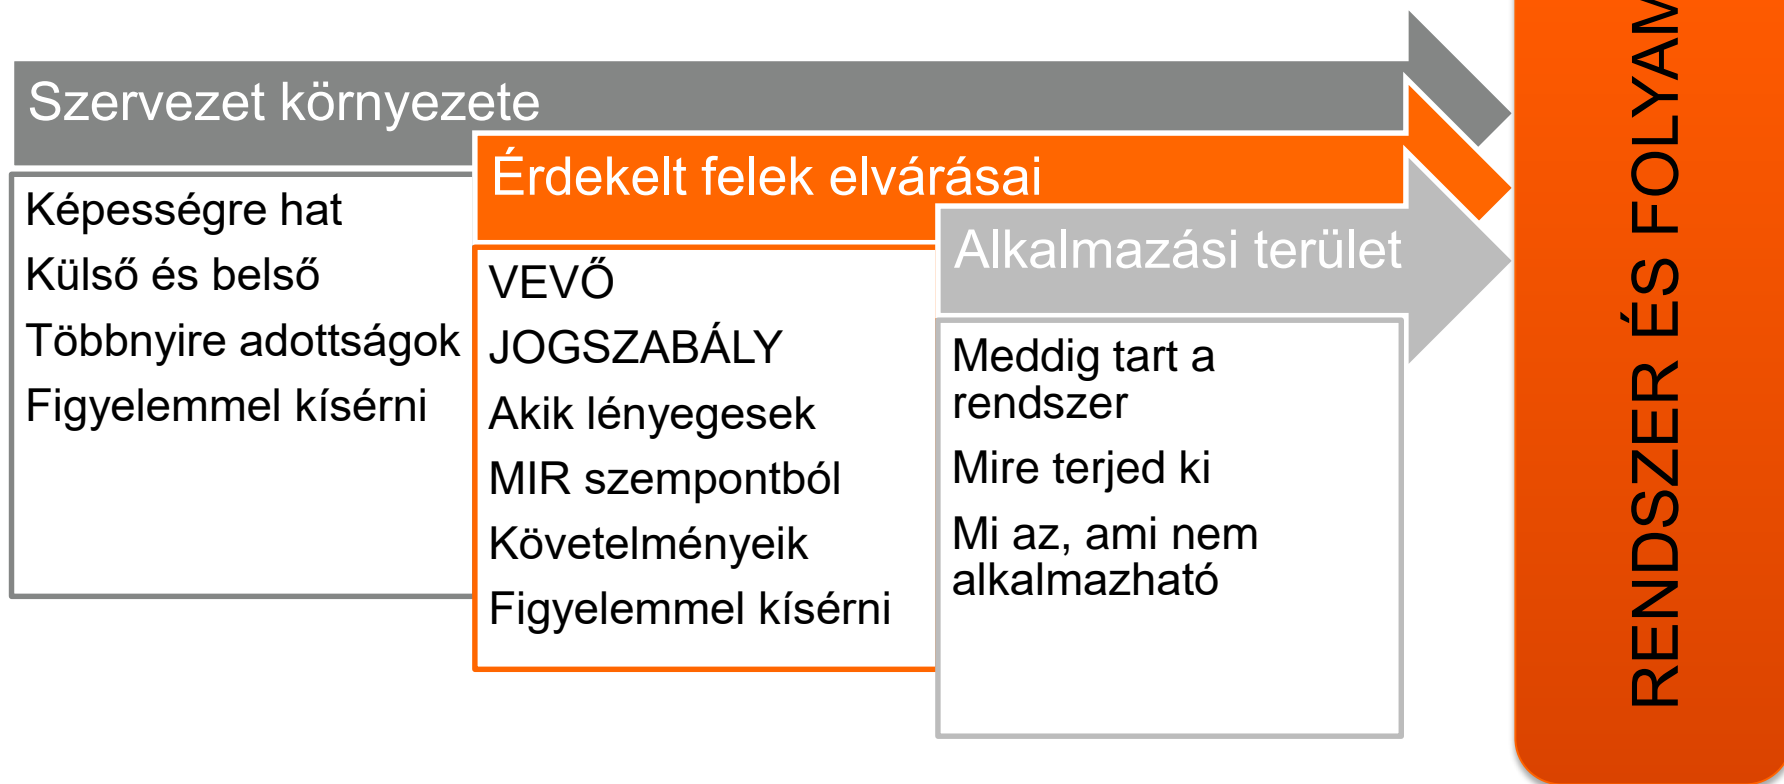 Szervezet környezete
Képességre hat
Külső és belső
Többnyire adottságok
Figyelemmel kísérni
Érdekelt felek elvárásai
VEVŐ
JOGSZABÁLY
Akik lényegesek
MIR szempontból
Követelményeik
Figyelemmel kísérni
Alkalmazási terület
Meddig tart a
rendszer
Mire terjed ki
Mi az, ami nem
alkalmazható
RENDSZER ÉS FOLYAM